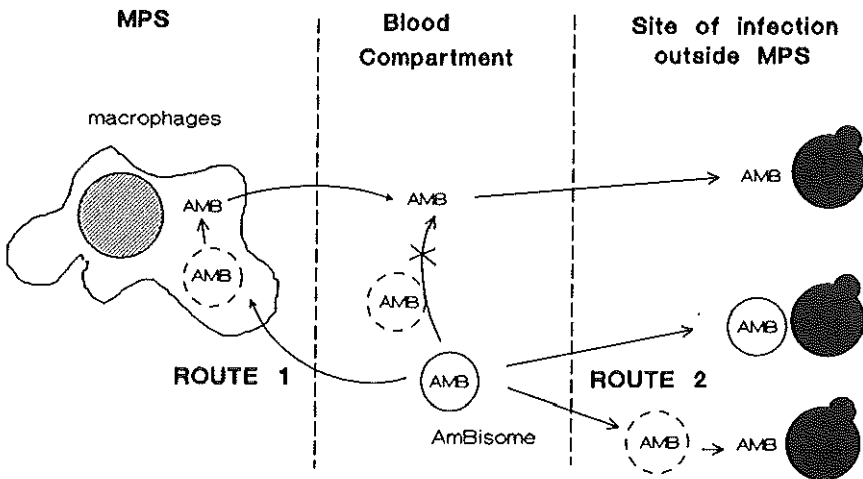 MPS
Blood
Compartment
Site of infection
outside MPS
macrophages
AMB
AMB
AMB
AMB
AMB
AMB
ROUTE 1
AMB
ROUTE 2
AmBisome
AMB
AMB